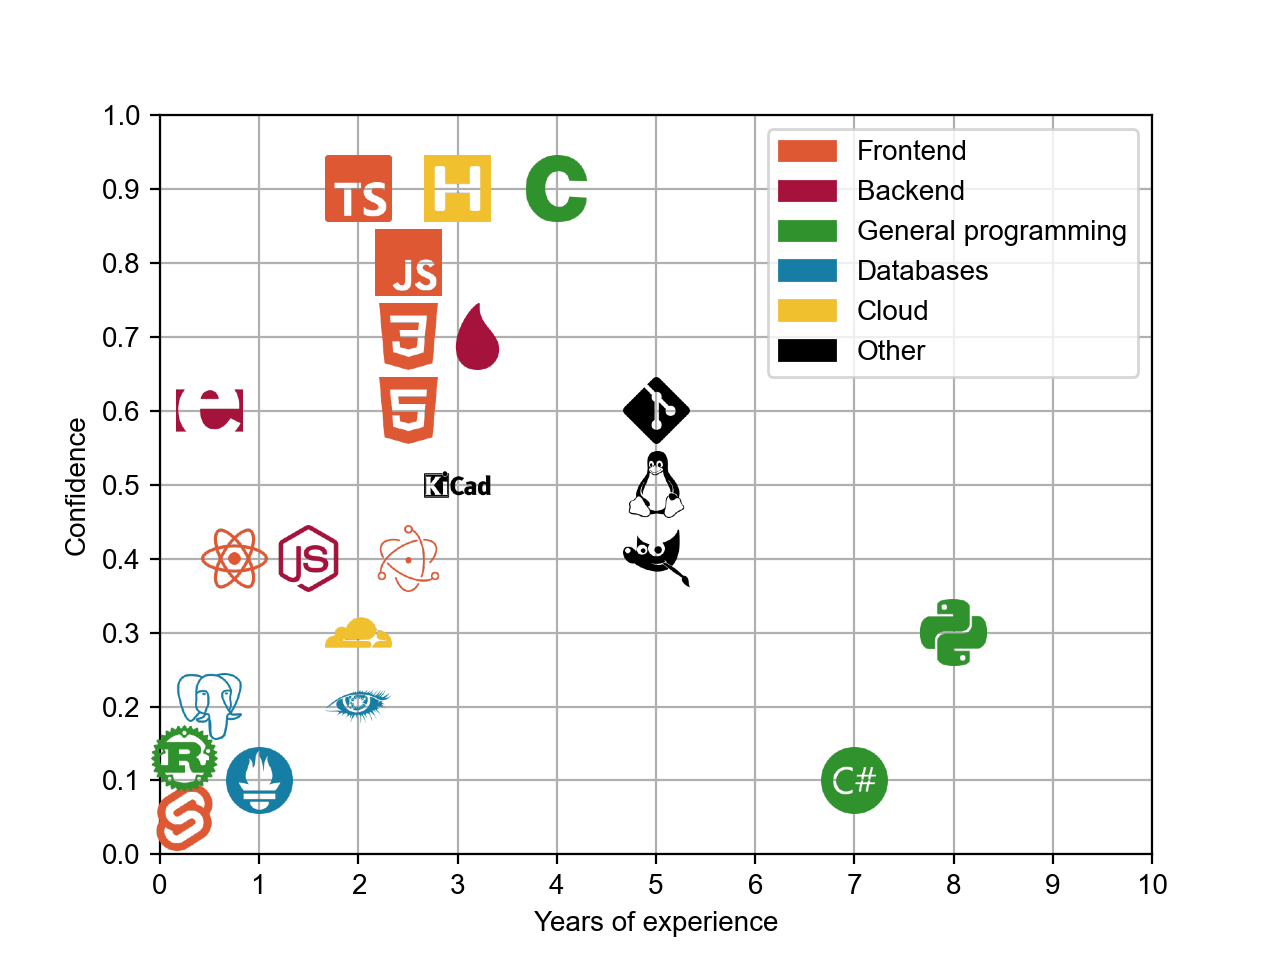 1.0
Frontend
Backend
General programming
Databases
Cloud
Other
0.9
TS
H
C
0.8
JS
0.7
3
0.6
e
5
0.5
KiCad
0.4
JS
0.3
0.2
R
0.1
C#
S
0.0
Confidence
0 1 2 3 4 5 6 7 8 9 10
Years of experience